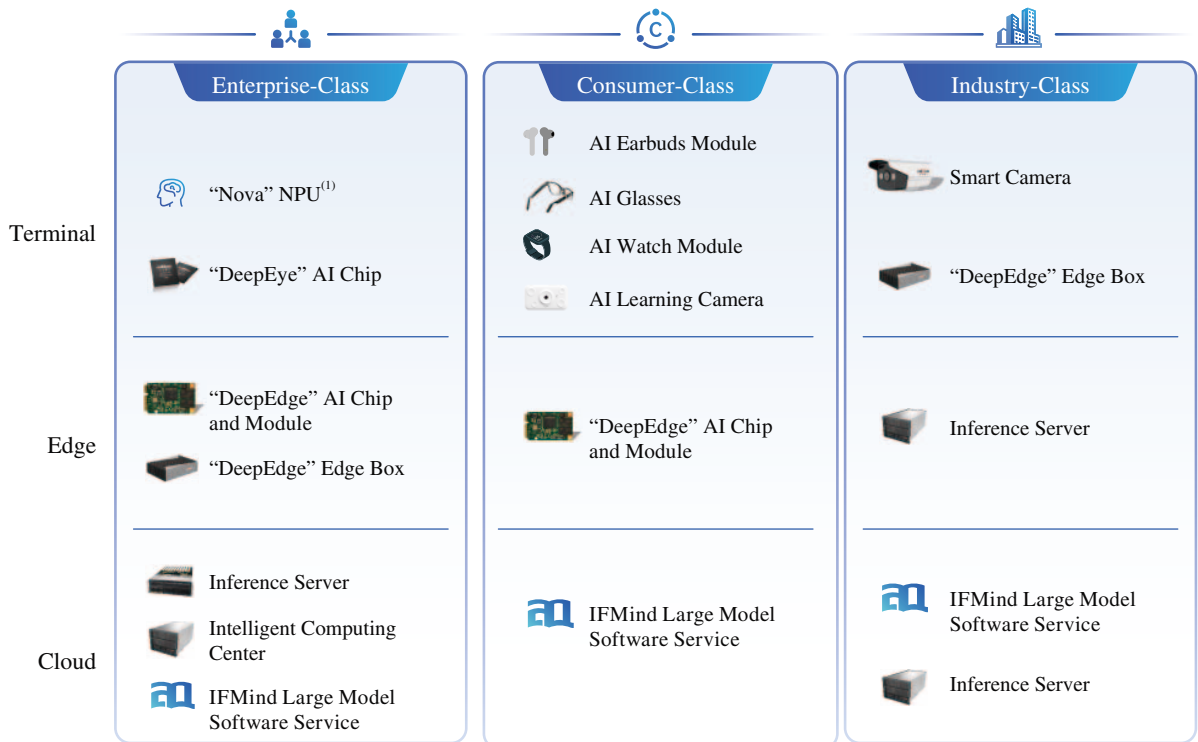 Enterprise-Class
Consumer-Class
Industry-Class
Terminal
“Nova” NPU(1)
“DeepEye” AI Chip
AI Earbuds Module
AI Glasses
AI Watch Module
AI Learning Camera
Smart Camera
“DeepEdge” Edge Box
Edge
“DeepEdge” AI Chip
and Module
“DeepEdge” Edge Box
“DeepEdge” AI Chip
and Module
Inference Server
Cloud
Inference Server
Intelligent Computing
Center
IFMind Large Model
Software Service
IFMind Large Model
Software Service
IFMind Large Model
Software Service
Inference Server